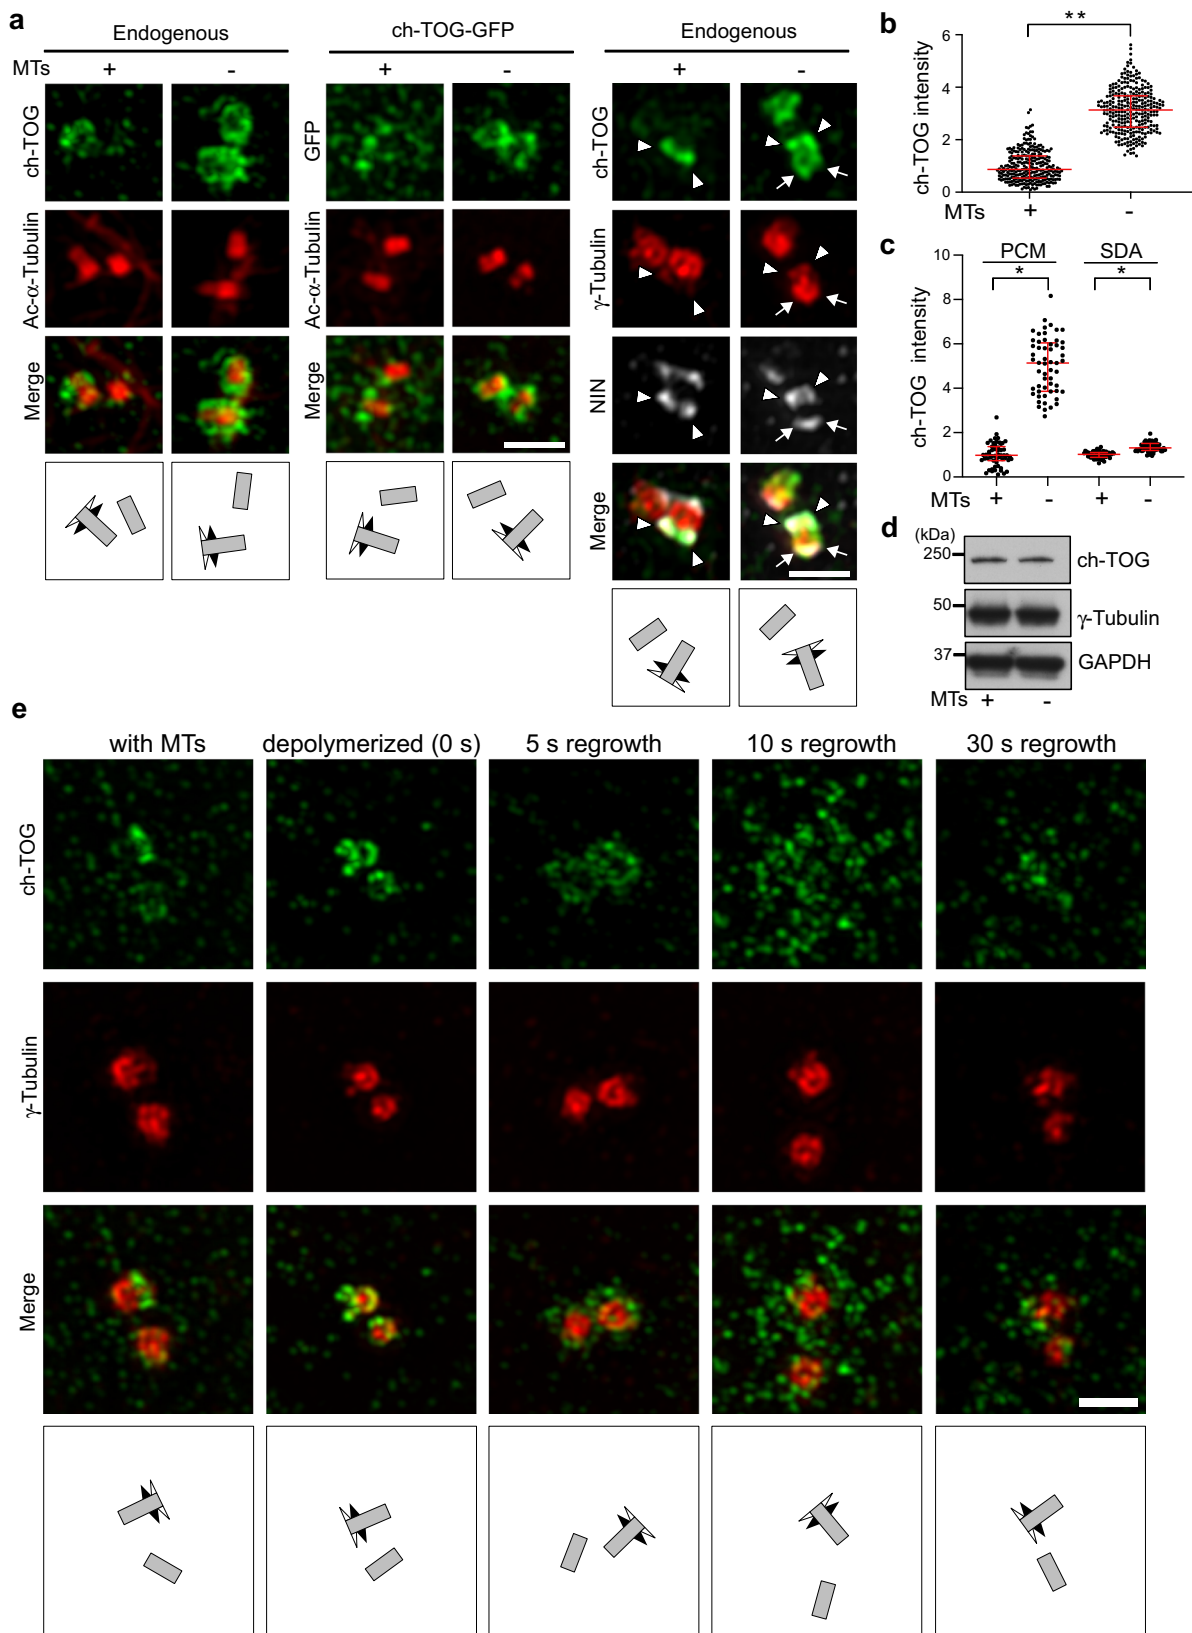 a
Endogenous
ch-TOG-GFP
Endogenous
MTs + - + - + -
ch-TOG
GFP
ch-TOG
Ac-α-Tubulin
Ac-α-Tubulin
γ-Tubulin
Merge
Merge
NIN
Merge
b
**
ch-TOG intensity
6
4
2
0
MTs + -
c
PCM SDA
* *
ch-TOG intensity
10
8
6
4
2
0
MTs + - + -
d (kDa)
250 ch-TOG
50 γ-Tubulin
37 GAPDH
MTs + -
e
with MTs depolymerized (0 s) 5 s regrowth 10 s regrowth 30 s regrowth
ch-TOG
γ-Tubulin
Merge